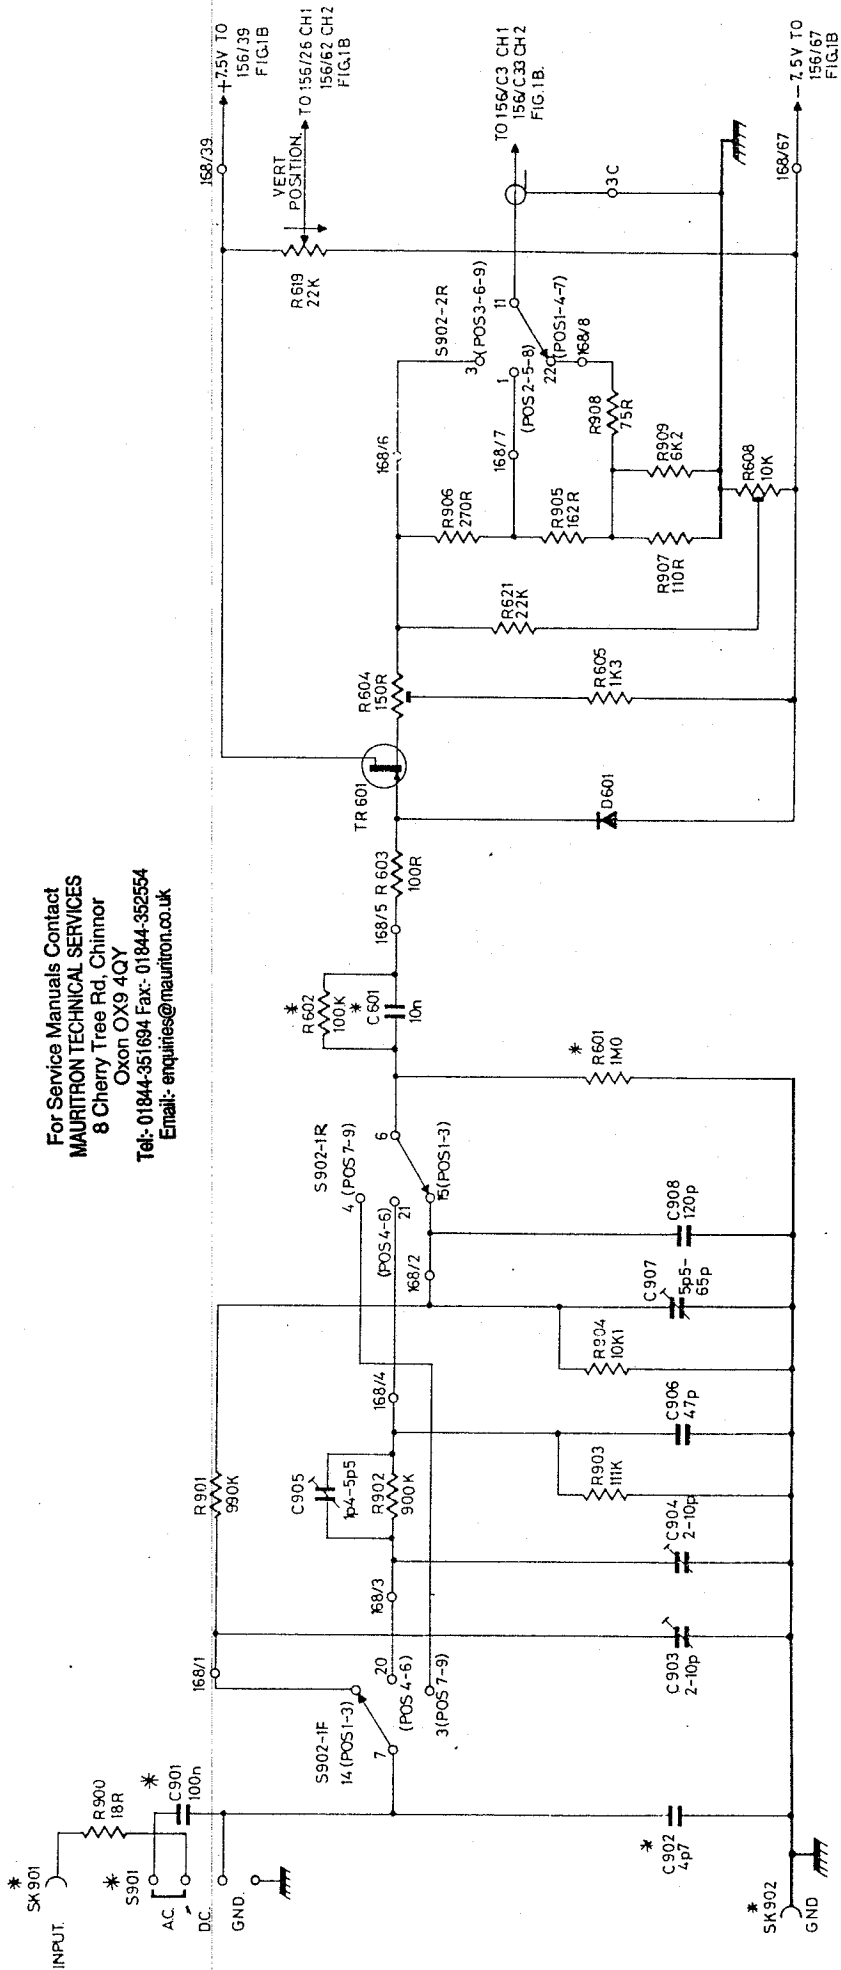 For Service Manuals Contact
MAURITRON TECHNICAL SERVICES
8 Cherry Tree Rd, Chinnor
Oxon OX9 4QY
Tel:- 01844-351694 Fax:- 01844-352554
Email:- enquiries@mauritron.co.uk
INPUT.
*
SK901
R900
18R
*
S901
A.C.
D.C.
G.N.D.
*
C901
100n
168/1
R901
990K
S902-1F
14 (POS1-3)
7
20
(POS 4-6)
3(POS 7-9)
168/3
C905
1p4-5p5
R902
900K
168/4
S902-1R
4 (POS 7-9)
(POS 4-6)
21
6
15(POS1-3)
168/2
*
C902
4p7
C903
2-10p
C904
2-10p
R903
111K
C906
47p
R904
10K1
C907
5p5-
65p
C908
120p
*
R601
1M0
*
SK902
GND
*
R602
100K
*
C601
10n
168/5
R603
100R
TR601
D601
R604
150R
R605
1K3
R621
22K
168/6
R906
270R
R905
162R
168/7
R907
110R
R909
6K2
R908
75R
R608
10K
S902-2R
3
(POS3-6-9)
1
(POS 2-5-8)
11
22
(POS1-4-7)
168/8
3C
R619
22K
VERT
POSITION.
168/39
+7.5V TO
156/39
FIG.1B
TO 156/26 CH1
156/62 CH2
FIG.1B
TO 156/C3 CH1
156/C33 CH2
FIG.1B.
168/67
-7.5V TO
156/67
FIG.1B